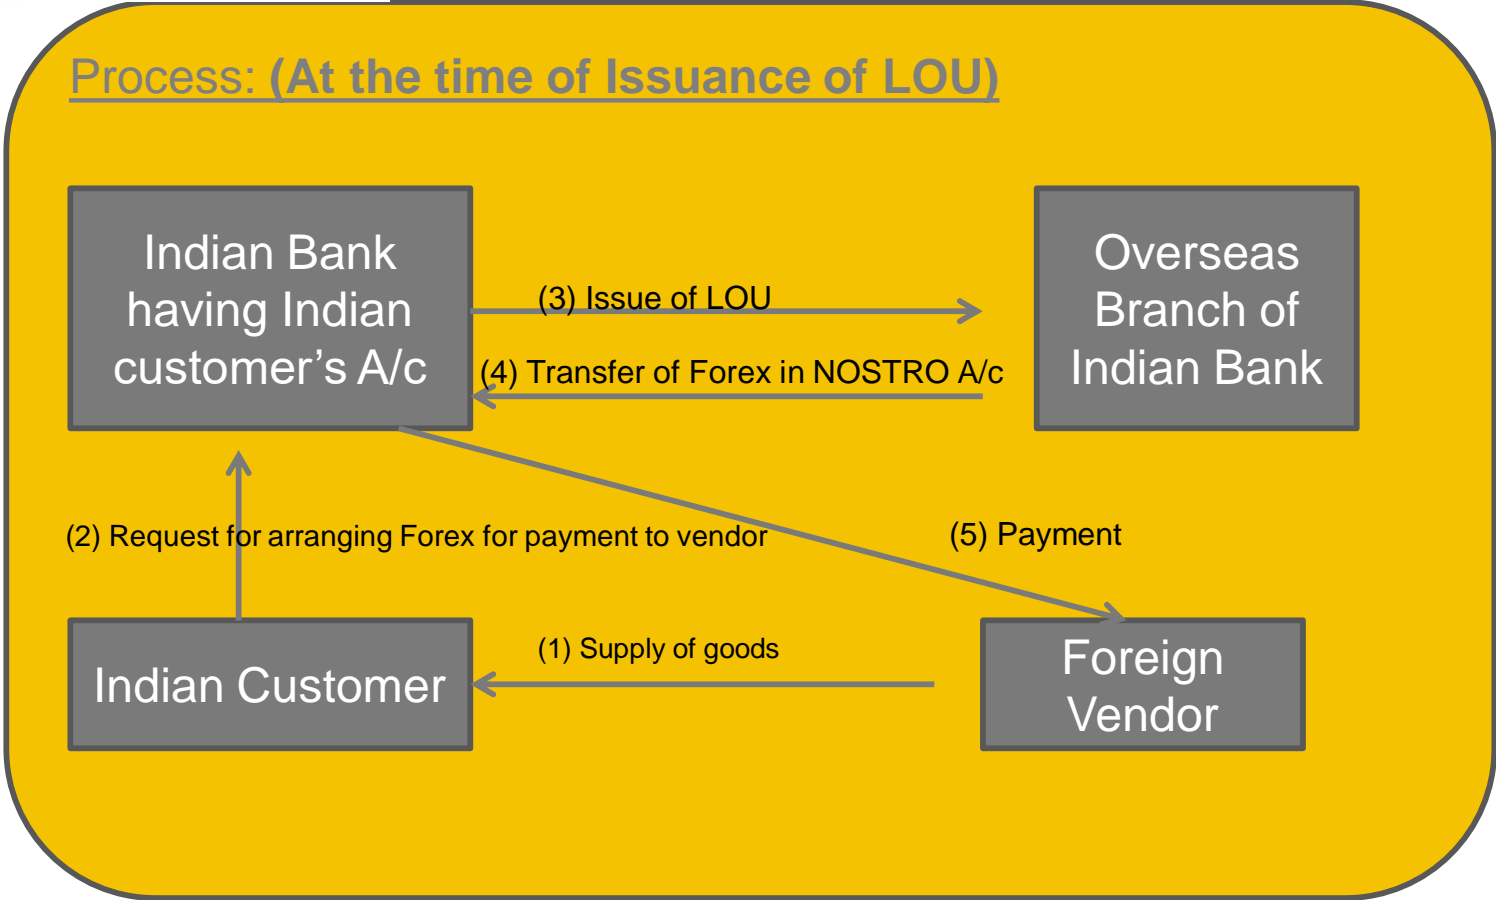 Process: (At the time of Issuance of LOU)
Indian Bank
having Indian
customer’s A/c
Overseas
Branch of
Indian Bank
(3) Issue of LOU
(4) Transfer of Forex in NOSTRO A/c
(2) Request for arranging Forex for payment to vendor
(5) Payment
Indian Customer
(1) Supply of goods
Foreign
Vendor